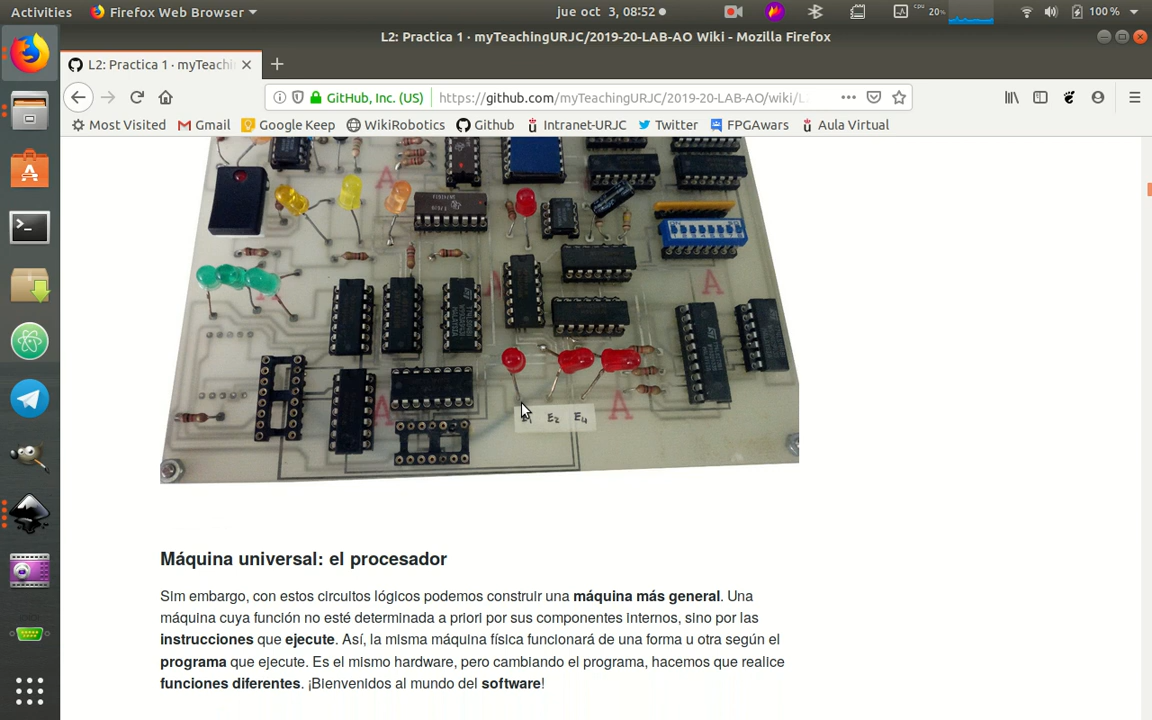 Activities Firefox Web Browser jue oct 3, 08:52 cpu 20% 100 %
L2: Practica 1 · myTeachingURJC/2019-20-LAB-AO Wiki - Mozilla Firefox
L2: Practica 1 · myTeachi
GitHub, Inc. (US) https://github.com/myTeachingURJC/2019-20-LAB-AO/wiki/L
Most Visited Gmail Google Keep WikiRobotics Github Intranet-URJC Twitter FPGAwars Aula Virtual
A
A
A
A
A
E2 E4
Máquina universal: el procesador
Sim embargo, con estos circuitos lógicos podemos construir una máquina más general. Una
máquina cuya función no esté determinada a priori por sus componentes internos, sino por las
instrucciones que ejecute. Así, la misma máquina física funcionará de una forma u otra según el
programa que ejecute. Es el mismo hardware, pero cambiando el programa, hacemos que realice
funciones diferentes. ¡Bienvenidos al mundo del software!